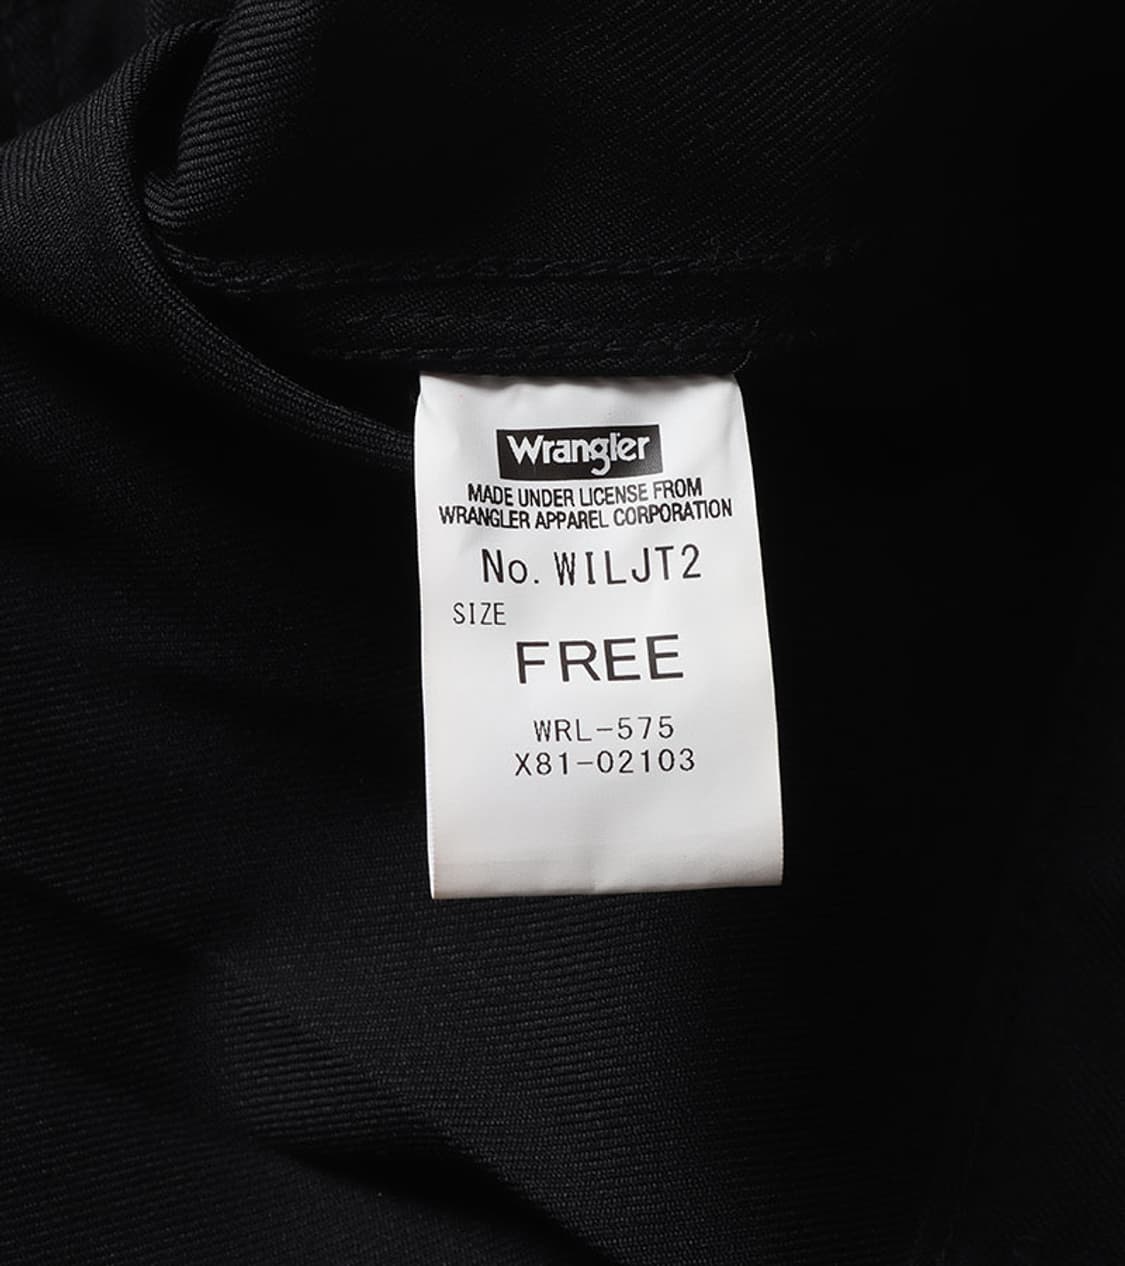 Wrangler
MADE UNDER LICENSE FROM
WRANGLER APPAREL CORPORATION
No. WILJT2
SIZE
FREE
WRL-575
X81-02103